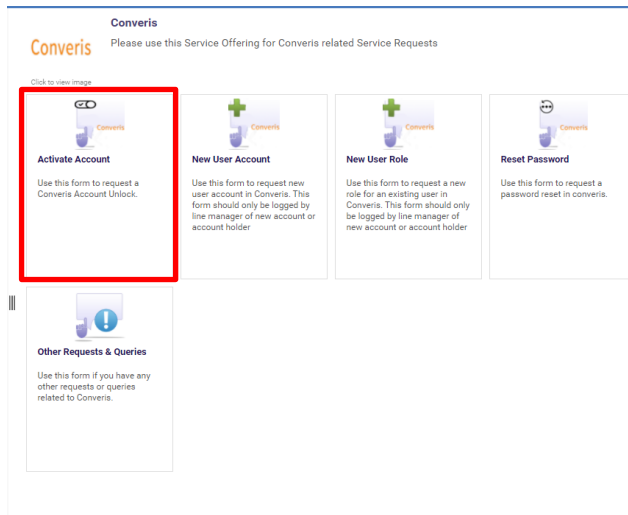 Converis
Converis
Please use this Service Offering for Converis related Service Requests
Click to view image
Converis
Activate Account
Use this form to request a
Converis Account Unlock.
Converis
New User Account
Use this form to request new
user account in Converis. This
form should only be logged by
line manager of new account or
account holder
Converis
New User Role
Use this form to request a new
role for an existing user in
Converis. This form should only
be logged by line manager of
new account or account holder
Converis
Reset Password
Use this form to request a
password reset in converis.
Other Requests & Queries
Use this form if you have any
other requests or queries
related to Converis.